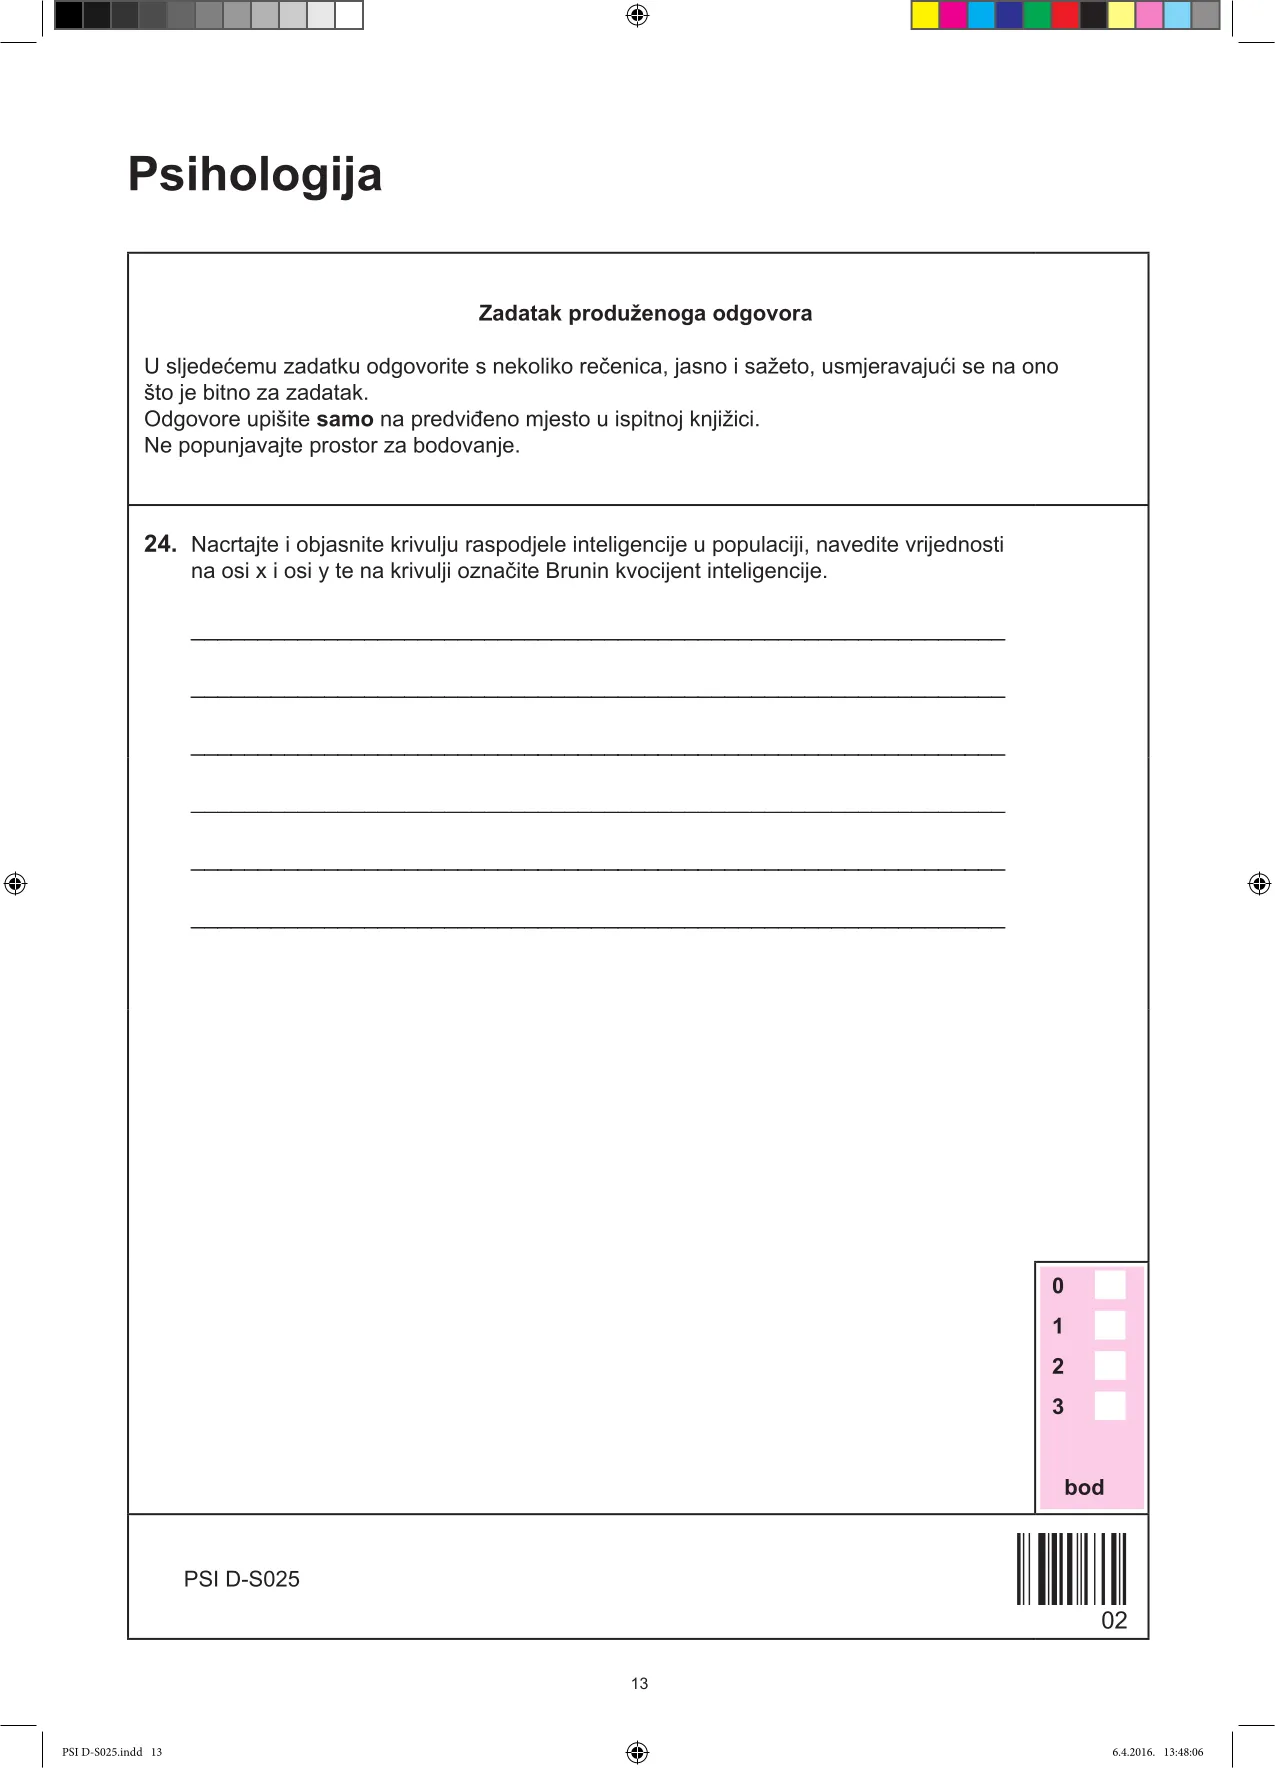 Psihologija
Zadatak produženoga odgovora
U sljedećemu zadatku odgovorite s nekoliko rečenica, jasno i sažeto, usmjeravajući se na ono
što je bitno za zadatak.
Odgovore upišite samo na predviđeno mjesto u ispitnoj knjižici.
Ne popunjavajte prostor za bodovanje.
24. Nacrtajte i objasnite krivulju raspodjele inteligencije u populaciji, navedite vrijednosti
na osi x i osi y te na krivulji označite Brunin kvocijent inteligencije.
0
1
2
3
bod
PSI D-S025
02
13
PSI D-S025.indd 13
6.4.2016. 13:48:06